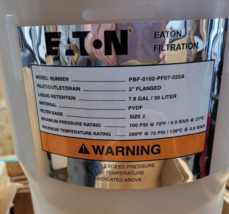 EATON
EATON
FILTRATION
MODEL NUMBER PBF-0102-PF07-020A
INLET/OUTLET/DRAIN 2" FLANGED
LIQUID RETENTION 7.9 GAL / 30 LITER
MATERIAL PVDF
FILTER BAGS SIZE 2
MAXIMUM PRESSURE RATING 100 PSI @ 70°F / 6.9 BAR @ 21°C
MAXIMUM TEMPERATURE RATING 280°F @ 70 PSI / 138°C @ 4.8 BAR
WARNING
EXCEED PRESSURE
AND TEMPERATURE
INDICATED ABOVE